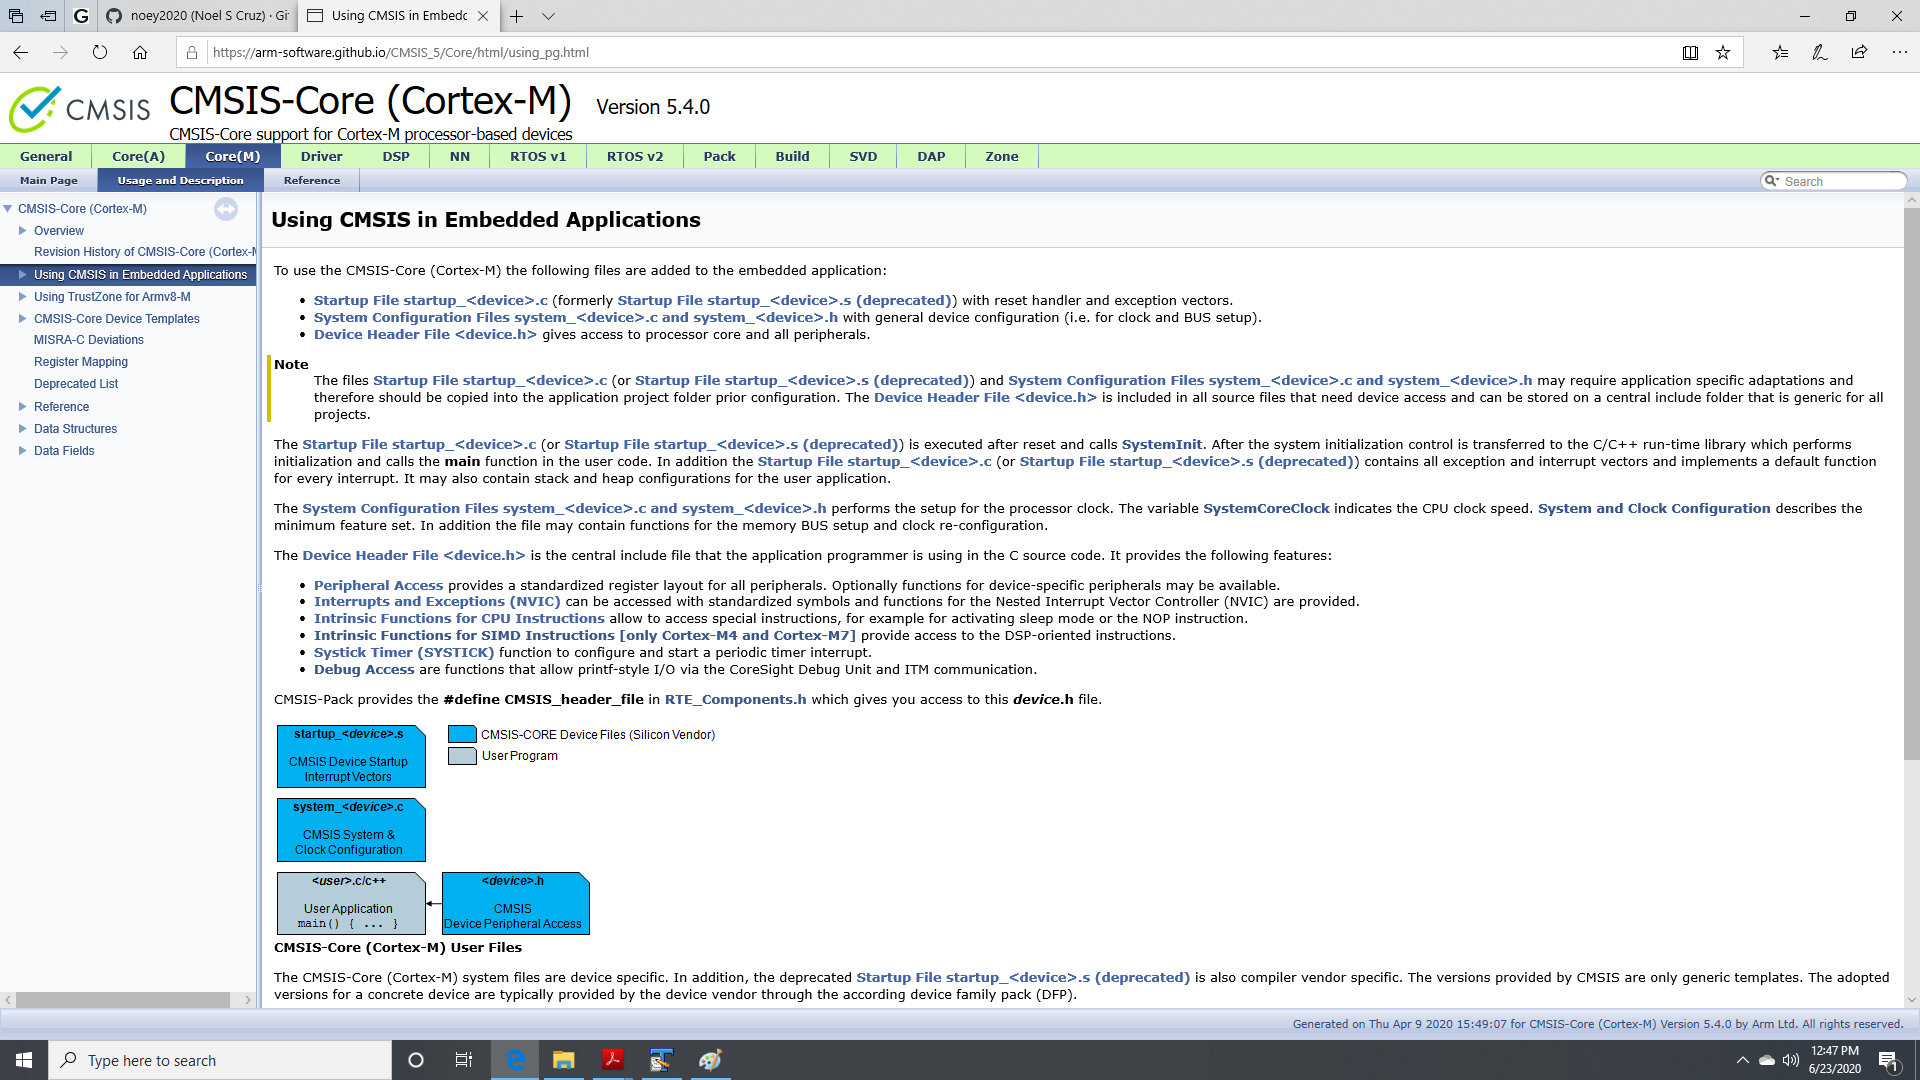 noey2020 (Noel S Cruz) · Gi
Using CMSIS in Embedd
https://arm-software.github.io/CMSIS_5/Core/html/using_pg.html
CMSIS
CMSIS-Core (Cortex-M) Version 5.4.0
CMSIS-Core support for Cortex-M processor-based devices
General Core(A) Core(M) Driver DSP NN RTOS v1 RTOS v2 Pack Build SVD DAP Zone
Main Page Usage and Description Reference
Search
CMSIS-Core (Cortex-M)
Overview
Revision History of CMSIS-Core (Cortex-M
Using CMSIS in Embedded Applications
Using TrustZone for Armv8-M
CMSIS-Core Device Templates
MISRA-C Deviations
Register Mapping
Deprecated List
Reference
Data Structures
Data Fields
Using CMSIS in Embedded Applications
To use the CMSIS-Core (Cortex-M) the following files are added to the embedded application:
• Startup File startup_<device>.c (formerly Startup File startup_<device>.s (deprecated)) with reset handler and exception vectors.
• System Configuration Files system_<device>.c and system_<device>.h with general device configuration (i.e. for clock and BUS setup).
• Device Header File <device.h> gives access to processor core and all peripherals.
Note
The files Startup File startup_<device>.c (or Startup File startup_<device>.s (deprecated)) and System Configuration Files system_<device>.c and system_<device>.h may require application specific adaptations and
therefore should be copied into the application project folder prior configuration. The Device Header File <device.h> is included in all source files that need device access and can be stored on a central include folder that is generic for all
projects.
The Startup File startup_<device>.c (or Startup File startup_<device>.s (deprecated)) is executed after reset and calls SystemInit. After the system initialization control is transferred to the C/C++ run-time library which performs
initialization and calls the main function in the user code. In addition the Startup File startup_<device>.c (or Startup File startup_<device>.s (deprecated)) contains all exception and interrupt vectors and implements a default function
for every interrupt. It may also contain stack and heap configurations for the user application.
The System Configuration Files system_<device>.c and system_<device>.h performs the setup for the processor clock. The variable SystemCoreClock indicates the CPU clock speed. System and Clock Configuration describes the
minimum feature set. In addition the file may contain functions for the memory BUS setup and clock re-configuration.
The Device Header File <device.h> is the central include file that the application programmer is using in the C source code. It provides the following features:
• Peripheral Access provides a standardized register layout for all peripherals. Optionally functions for device-specific peripherals may be available.
• Interrupts and Exceptions (NVIC) can be accessed with standardized symbols and functions for the Nested Interrupt Vector Controller (NVIC) are provided.
• Intrinsic Functions for CPU Instructions allow to access special instructions, for example for activating sleep mode or the NOP instruction.
• Intrinsic Functions for SIMD Instructions [only Cortex-M4 and Cortex-M7] provide access to the DSP-oriented instructions.
• Systick Timer (SYSTICK) function to configure and start a periodic timer interrupt.
• Debug Access are functions that allow printf-style I/O via the CoreSight Debug Unit and ITM communication.
CMSIS-Pack provides the #define CMSIS_header_file in RTE_Components.h which gives you access to this device.h file.
startup_<device>.s
CMSIS Device Startup
Interrupt Vectors
CMSIS-CORE Device Files (Silicon Vendor)
User Program
system_<device>.c
CMSIS System &
Clock Configuration
<user>.c/c++
User Application
main() { ... }
<device>.h
CMSIS
Device Peripheral Access
CMSIS-Core (Cortex-M) User Files
The CMSIS-Core (Cortex-M) system files are device specific. In addition, the deprecated Startup File startup_<device>.s (deprecated) is also compiler vendor specific. The versions provided by CMSIS are only generic templates. The adopted
versions for a concrete device are typically provided by the device vendor through the according device family pack (DFP).
Generated on Thu Apr 9 2020 15:49:07 for CMSIS-Core (Cortex-M) Version 5.4.0 by Arm Ltd. All rights reserved.
Type here to search
12:47 PM
6/23/2020
1